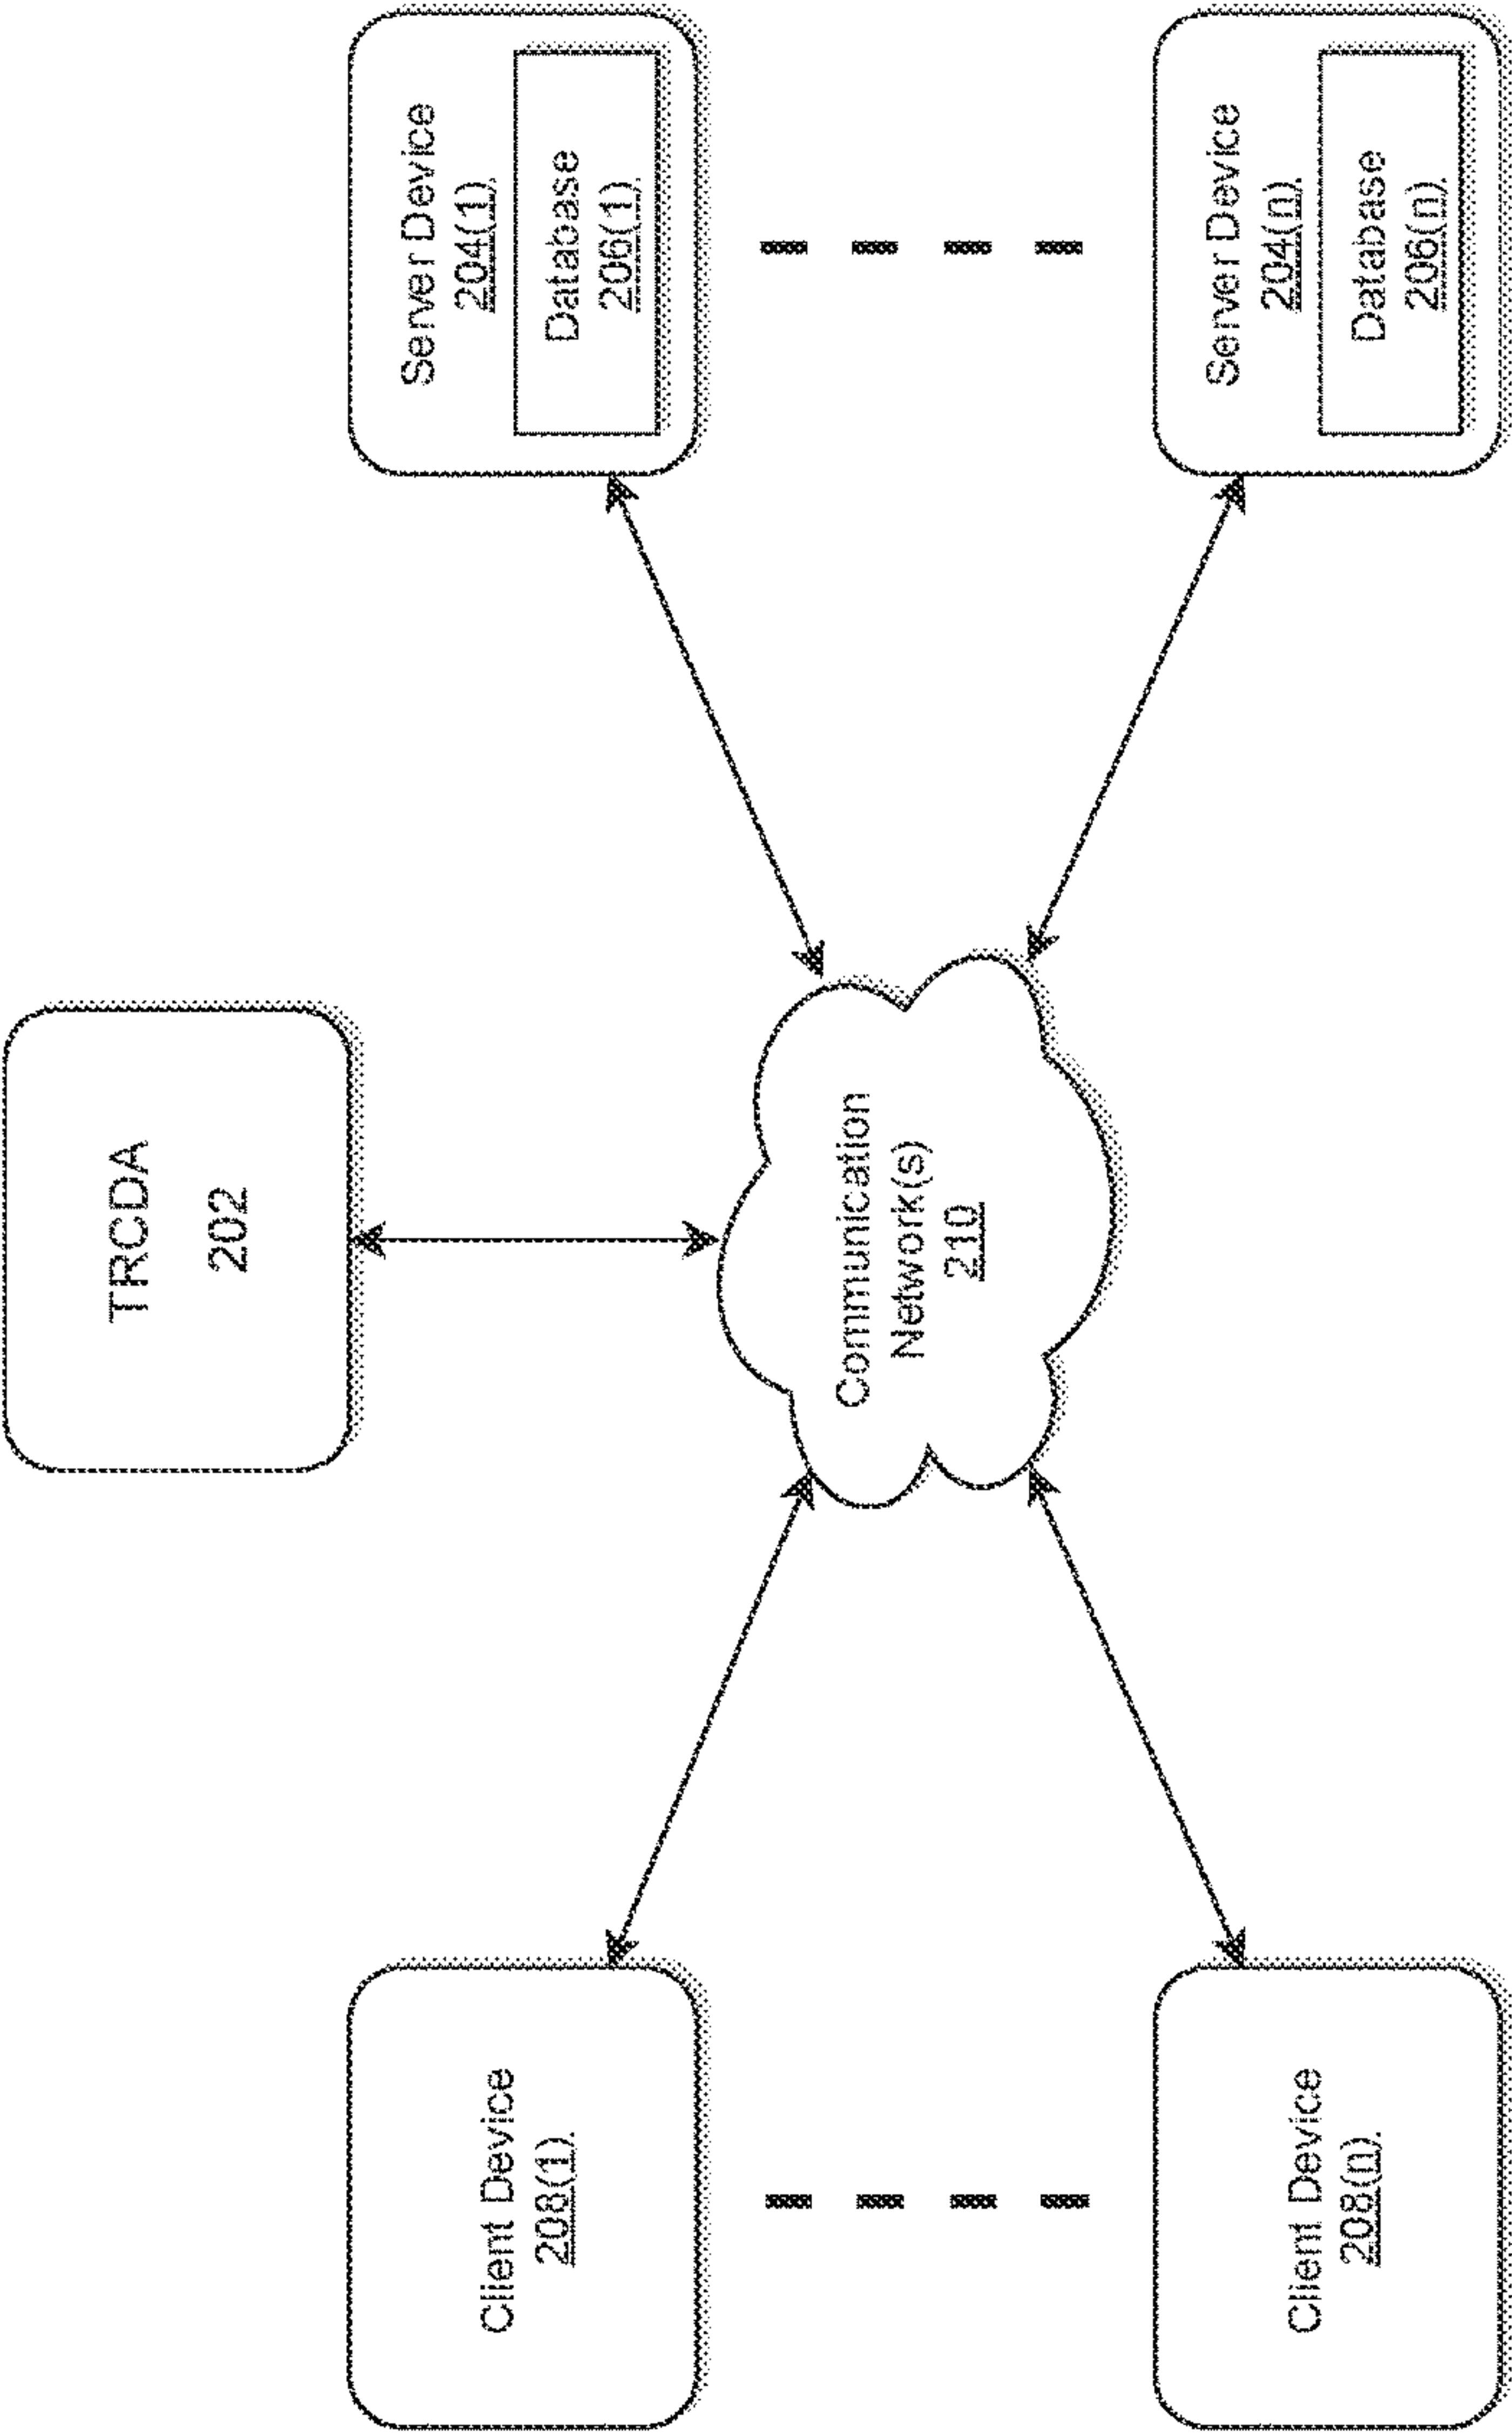 TRCDA
202
Client Device
208(1)
Client Device
208(n)
Communication
Network(s)
210
Server Device
204(1)
Database
206(1)
Server Device
204(n)
Database
206(n)